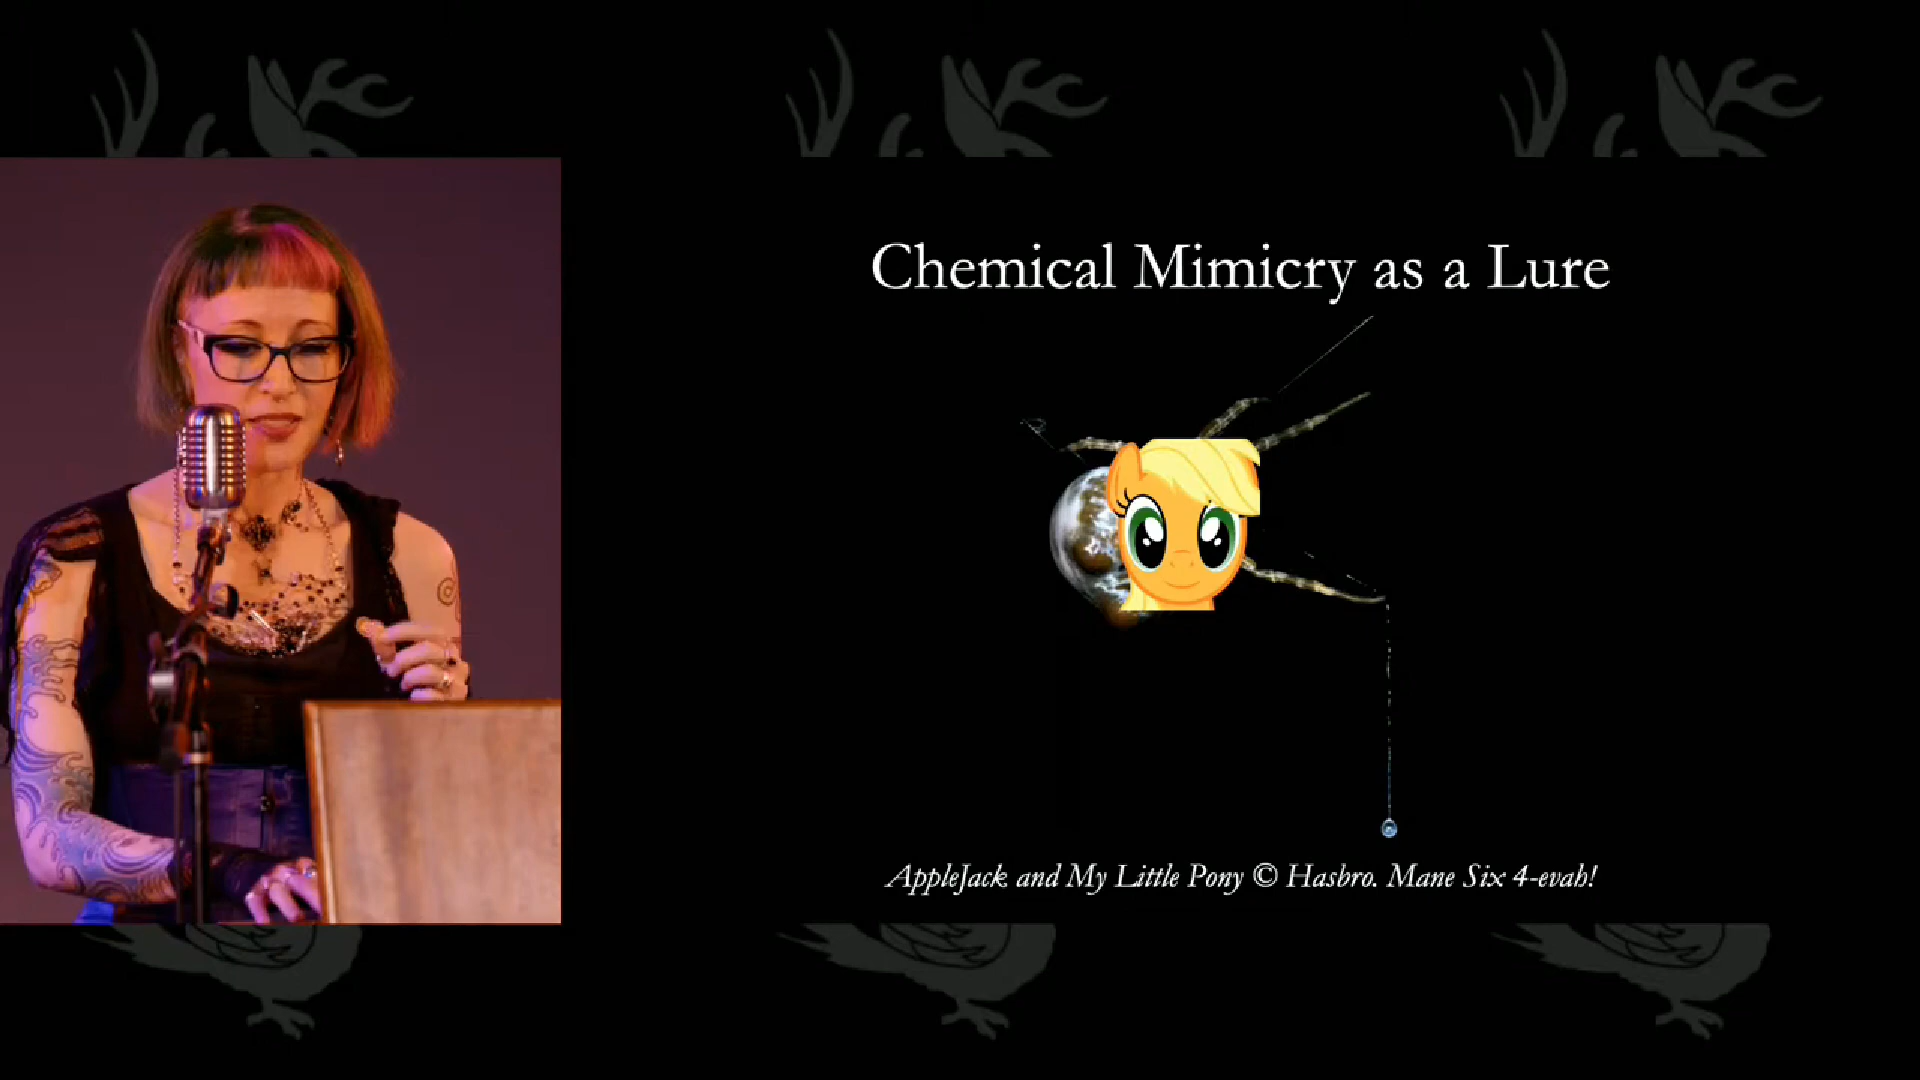 Chemical Mimicry as a Lure
AppleJack and My Little Pony © Hasbro. Mane Six 4-evah!